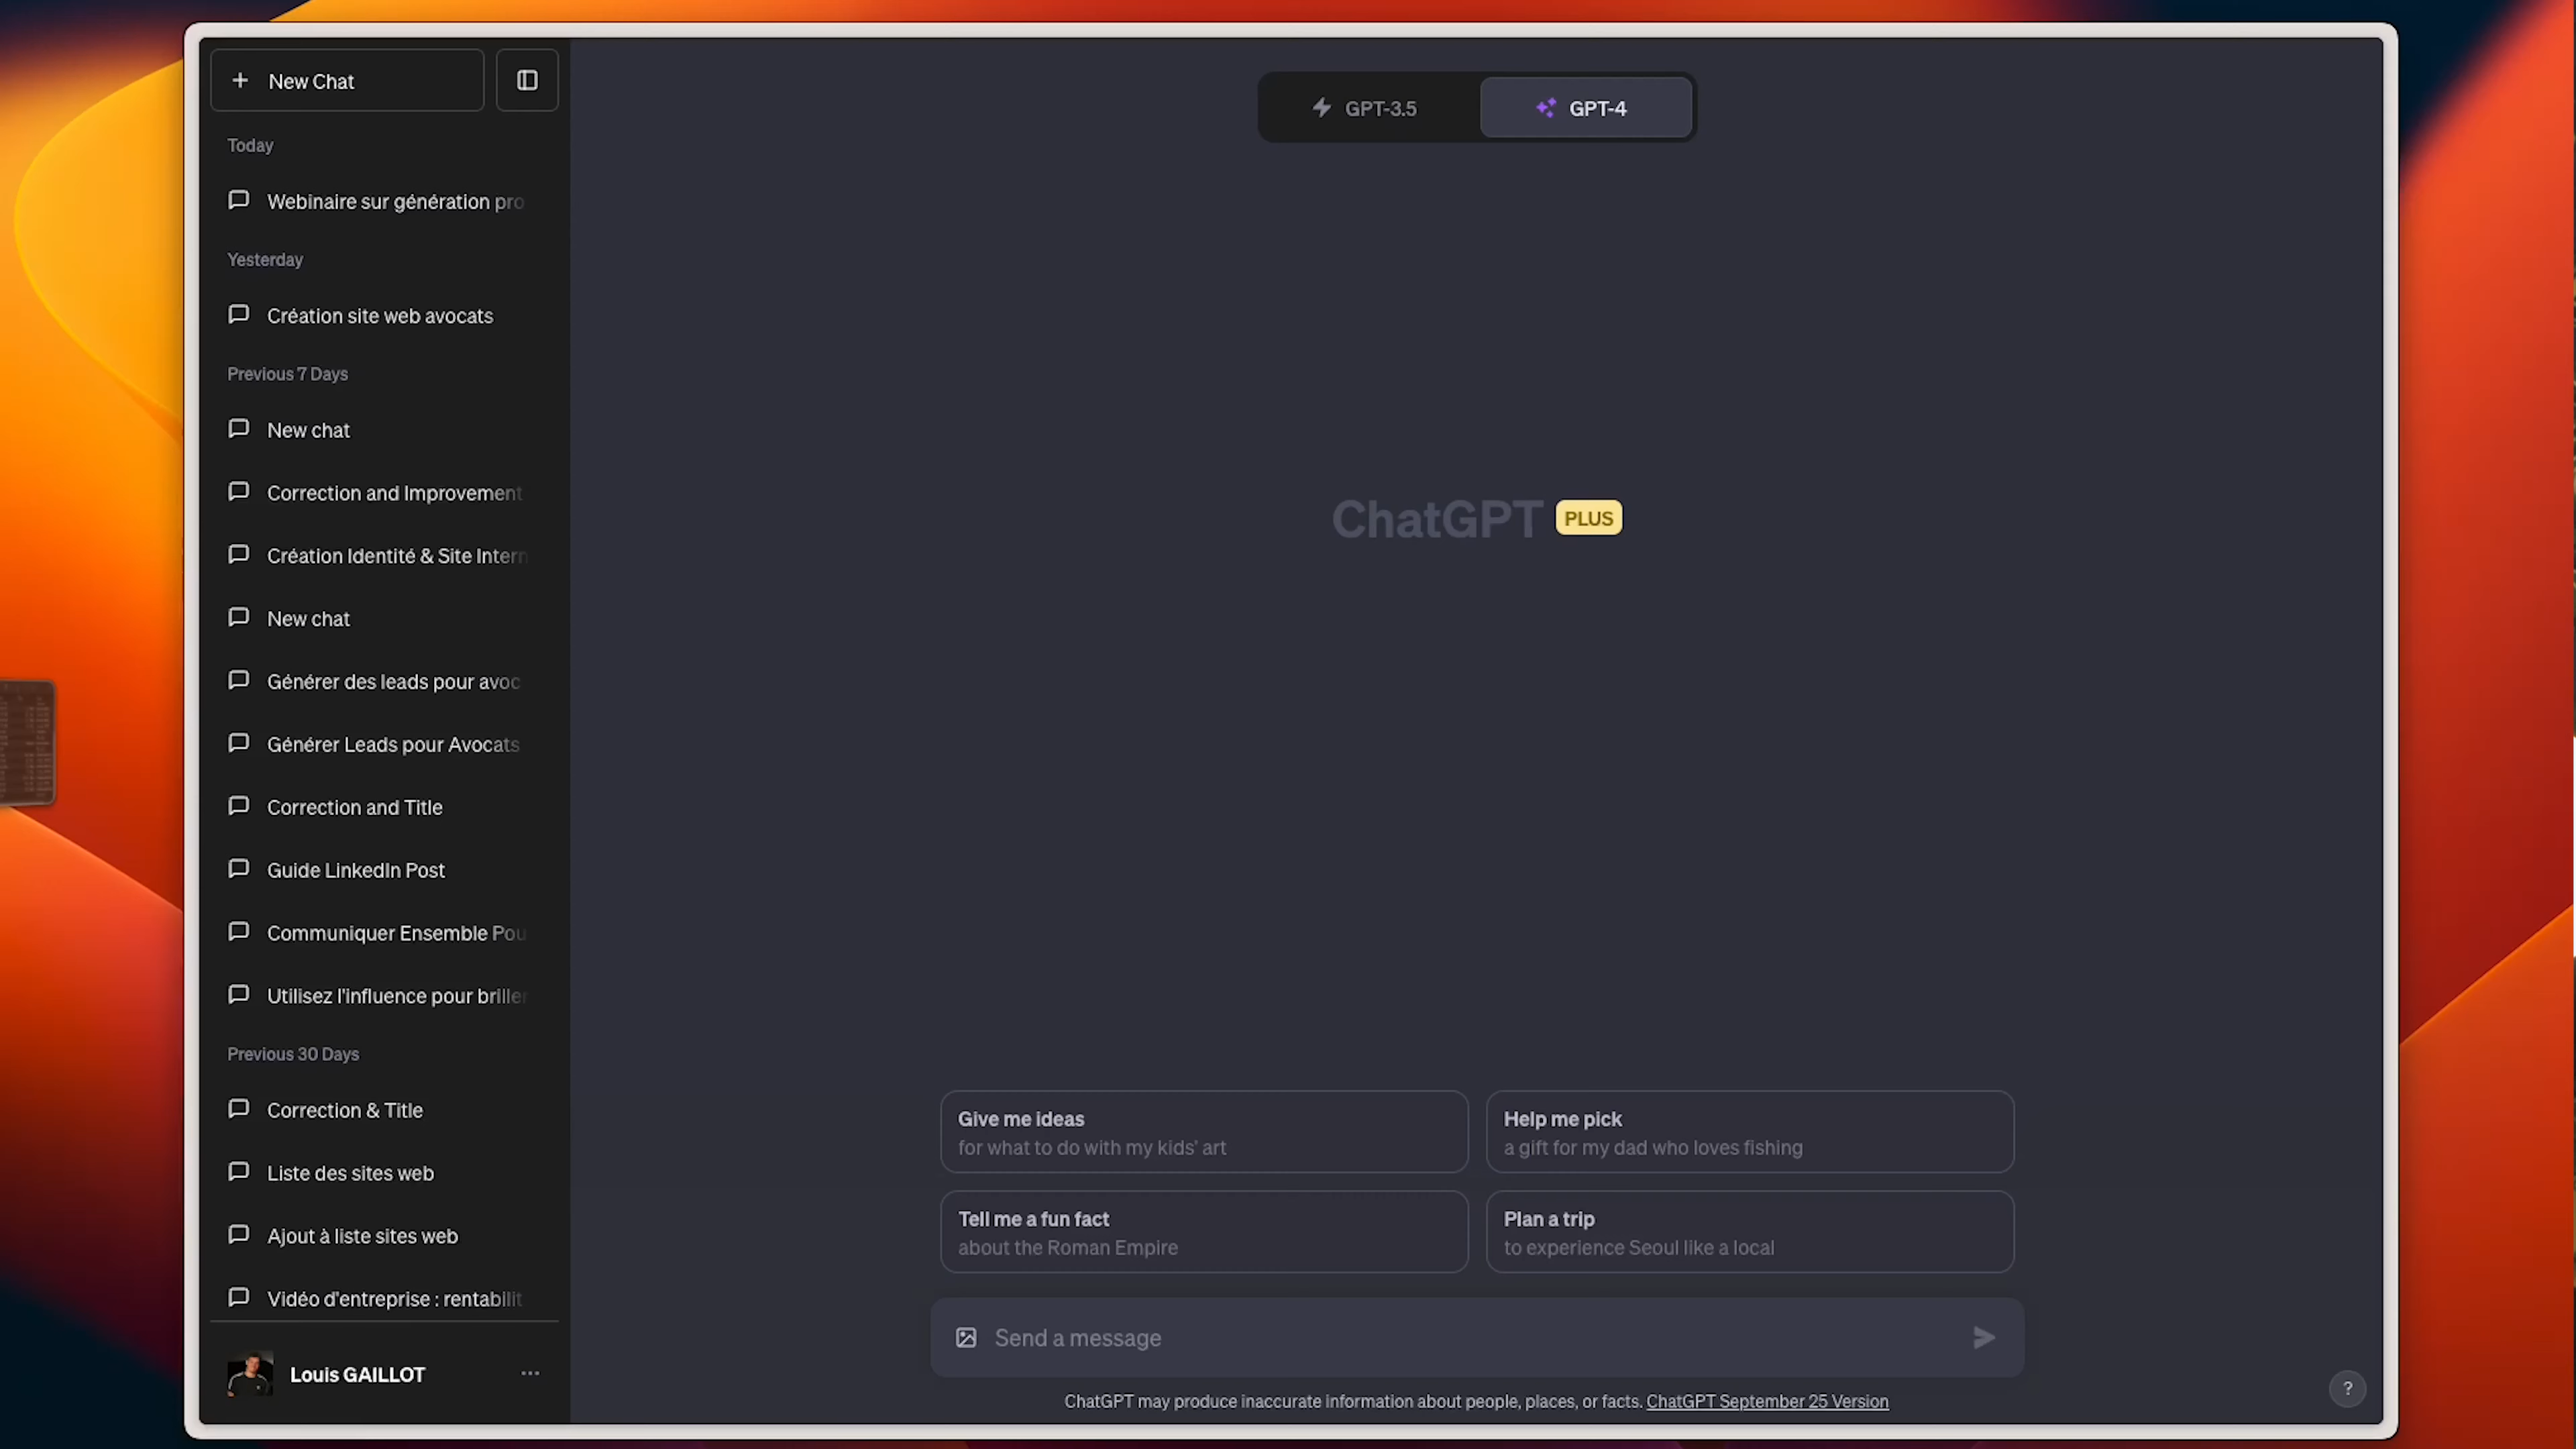 New Chat
Today
Webinaire sur génération pro
Yesterday
Création site web avocats
Previous 7 Days
New chat
Correction and Improvement
Création Identité & Site Intern
New chat
Générer des leads pour avoc
Générer Leads pour Avocats
Correction and Title
Guide LinkedIn Post
Communiquer Ensemble Pou
Utilisez l'influence pour briller
Previous 30 Days
Correction & Title
Liste des sites web
Ajout à liste sites web
Vidéo d'entreprise : rentabilit
Louis GAILLOT
GPT-3.5
GPT-4
ChatGPT PLUS
Give me ideas
for what to do with my kids' art
Help me pick
a gift for my dad who loves fishing
Tell me a fun fact
about the Roman Empire
Plan a trip
to experience Seoul like a local
Send a message
ChatGPT may produce inaccurate information about people, places, or facts. ChatGPT September 25 Version
?